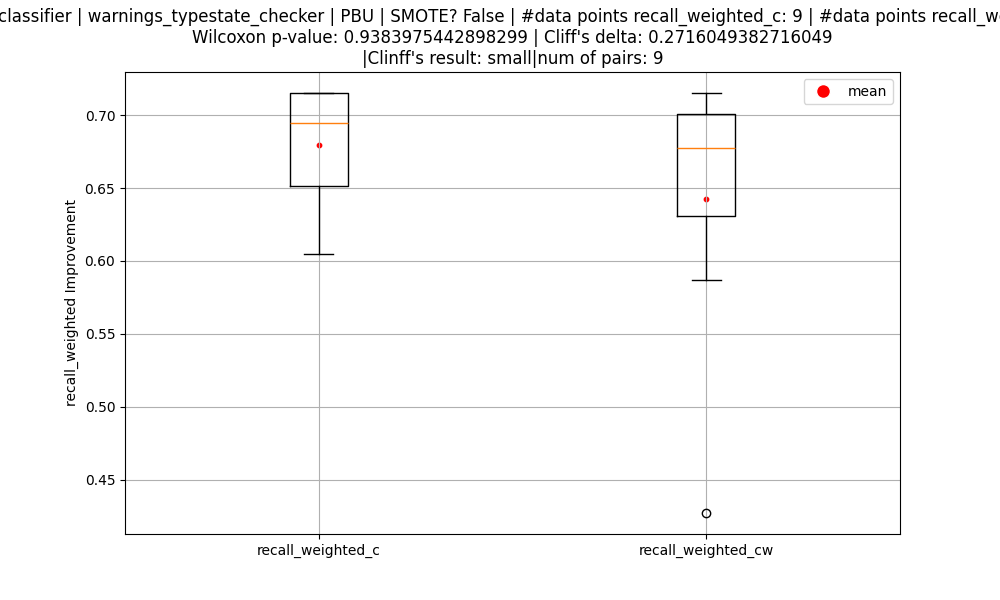 classifier | warnings_typestate_checker | PBU | SMOTE? False | #data points recall_weighted_c: 9 | #data points
Wilcoxon p-value: 0.9383975442898299 | Cliff's delta: 0.2716049382716049
|Clinff's result: small|num of pairs: 9
mean
recall_weighted Improvement
0.70
0.65
0.60
0.55
0.50
0.45
recall_weighted_c
recall_weighted_cw